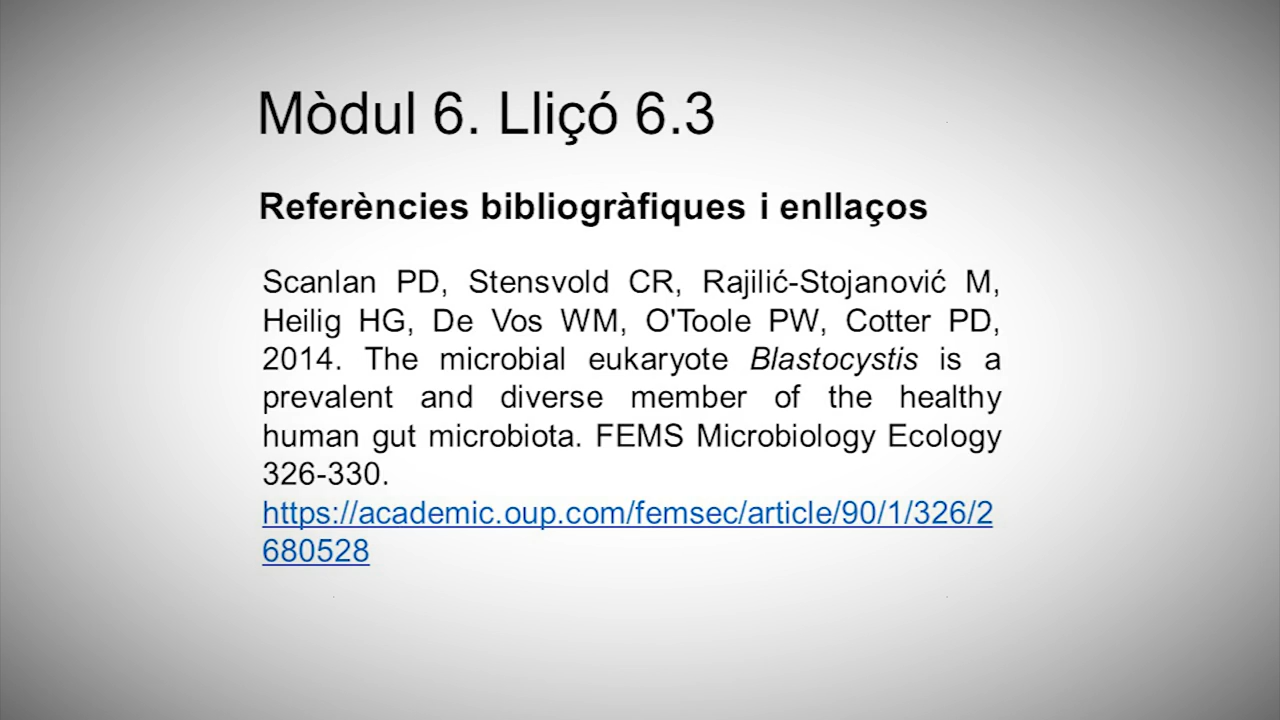 Mòdul 6. Lliçó 6.3
Referències bibliogràfiques i enllaços
Scanlan PD, Stensvold CR, Rajilić-Stojanović M,
Heilig HG, De Vos WM, O'Toole PW, Cotter PD,
2014. The microbial eukaryote Blastocystis is a
prevalent and diverse member of the healthy
human gut microbiota. FEMS Microbiology Ecology
326-330.
https://academic.oup.com/femsec/article/90/1/326/2
680528